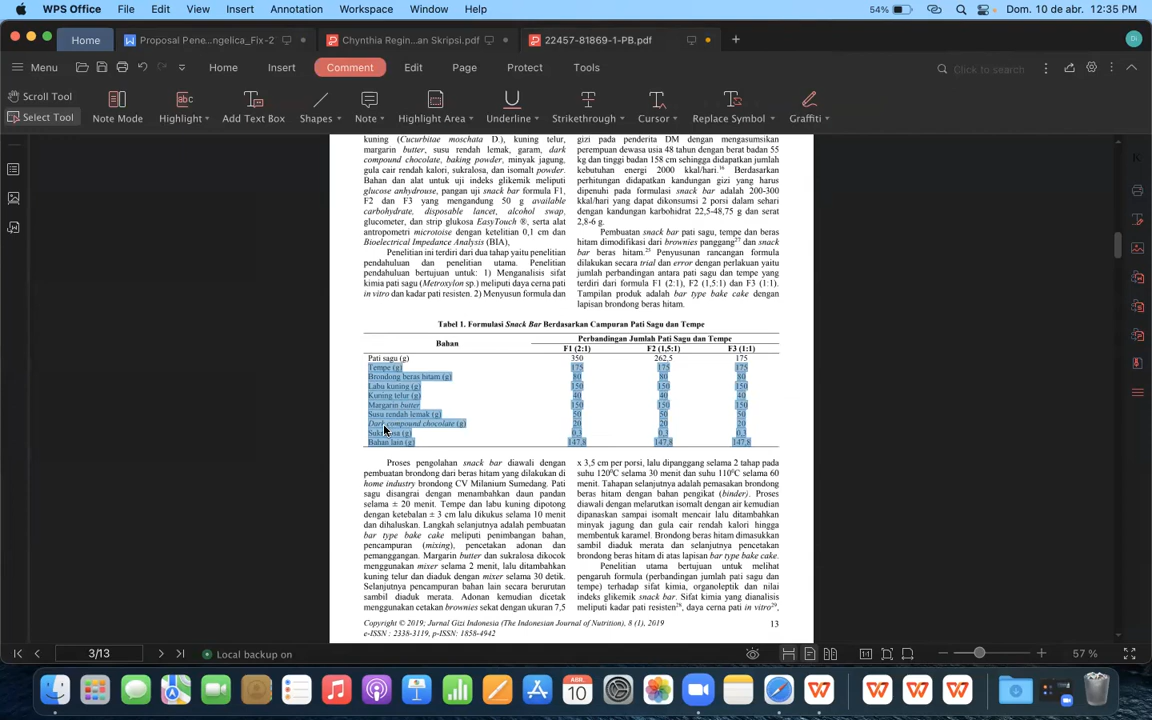 WPS Office File Edit View Insert Annotation Workspace Window Help 54% Dom. 10 de abr. 12:35 PM
Home Proposal Pene...ngelica_Fix-2 Chynthia Regin...an Skripsi.pdf 22457-81869-1-PB.pdf Di
Menu Home Insert Comment Edit Page Protect Tools Click to search
Scroll Tool
Select Tool
Note Mode Highlight Add Text Box Shapes Note Highlight Area Underline Strikethrough Cursor Replace Symbol Graffiti
kuning (Cucurbitae moschata D.), kuning telur,
margarin butter, susu rendah lemak, garam, dark
compound chocolate, baking powder, minyak jagung,
gula cair rendah kalori, sukralosa, dan isomalt powder.
Bahan dan alat untuk uji indeks glikemik meliputi
glucose anhydrouse, pangan uji snack bar formula F1,
F2 dan F3 yang mengandung 50 g available
carbohydrate, disposable lancet, alcohol swap,
glucometer, dan strip glukosa EasyTouch ®, serta alat
antropometri microtoise dengan ketelitian 0,1 cm dan
Bioelectrical Impedance Analysis (BIA),
Penelitian ini terdiri dari dua tahap yaitu penelitian
pendahuluan dan penelitian utama. Penelitian
pendahuluan bertujuan untuk: 1) Menganalisis sifat
kimia pati sagu (Metroxylon sp.) meliputi daya cerna pati
in vitro dan kadar pati resisten. 2) Menyusun formula dan
gizi pada penderita DM dengan mengasumsikan
perempuan dewasa usia 48 tahun dengan berat badan 55
kg dan tinggi badan 158 cm sehingga didapatkan jumlah
kebutuhan energi 2000 kkal/hari.16 Berdasarkan
perhitungan didapatkan kandungan gizi yang harus
dipenuhi pada formulasi snack bar adalah 200-300
kkal/hari yang dapat dikonsumsi 2 porsi dalam sehari
dengan kandungan karbohidrat 22,5-48,75 g dan serat
2,8-6 g.
Pembuatan snack bar pati sagu, tempe dan beras
hitam dimodifikasi dari brownies panggang27 dan snack
bar beras hitam.25 Penyusunan rancangan formula
dilakukan secara trial dan error dengan perlakuan yaitu
jumlah perbandingan antara pati sagu dan tempe yang
terdiri dari formula F1 (2:1), F2 (1,5:1) dan F3 (1:1).
Tampilan produk adalah bar type bake cake dengan
lapisan brondong beras hitam.
Tabel 1. Formulasi Snack Bar Berdasarkan Campuran Pati Sagu dan Tempe
Bahan Perbandingan Jumlah Pati Sagu dan Tempe
F1 (2:1) F2 (1,5:1) F3 (1:1)
Pati sagu (g) 350 262,5 175
Tempe (g) 175 175 175
Brondong beras hitam (g) 80 80 80
Labu kuning (g) 150 150 150
Kuning telur (g) 40 40 40
Margarin butter 150 150 150
Susu rendah lemak (g) 50 50 50
Dark compound chocolate (g) 20 20 20
Sukralosa (g) 0,3 0,3 0,3
Bahan lain (g) 147,8 147,8 147,8
Proses pengolahan snack bar diawali dengan
pembuatan brondong dari beras hitam yang dilakukan di
home industry brondong CV Milanium Sumedang. Pati
sagu disangrai dengan menambahkan daun pandan
selama ± 20 menit. Tempe dan labu kuning dipotong
dengan ketebalan ± 3 cm lalu dikukus selama 10 menit
dan dihaluskan. Langkah selanjutnya adalah pembuatan
bar type bake cake meliputi penimbangan bahan,
pencampuran (mixing), pencetakan adonan dan
pemanggangan. Margarin butter dan sukralosa dikocok
menggunakan mixer selama 2 menit, lalu ditambahkan
kuning telur dan diaduk dengan mixer selama 30 detik.
Selanjutnya pencampuran bahan lain secara berurutan
sambil diaduk merata. Adonan kemudian dicetak
menggunakan cetakan brownies sekat dengan ukuran 7,5
x 3,5 cm per porsi, lalu dipanggang selama 2 tahap pada
suhu 120⁰C selama 30 menit dan suhu 110⁰C selama 60
menit. Tahapan selanjutnya adalah pemasakan brondong
beras hitam dengan bahan pengikat (binder). Proses
diawali dengan melarutkan isomalt dengan air kemudian
dipanaskan sampai isomalt mencair lalu ditambahkan
minyak jagung dan gula cair rendah kalori hingga
membentuk karamel. Brondong beras hitam dimasukkan
sambil diaduk merata dan selanjutnya pencetakan
brondong beras hitam di atas lapisan bar type bake cake.
Penelitian utama bertujuan untuk melihat
pengaruh formula (perbandingan jumlah pati sagu dan
tempe) terhadap sifat kimia, organoleptik dan nilai
indeks glikemik snack bar. Sifat kimia yang dianalisis
meliputi kadar pati resisten28, daya cerna pati in vitro29,
Copyright © 2019; Jurnal Gizi Indonesia (The Indonesian Journal of Nutrition), 8 (1), 2019 13
e-ISSN : 2338-3119, p-ISSN: 1858-4942
3/13 Local backup on 57 %
ABR. 10